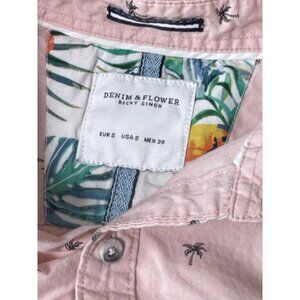 DENIM & FLOWER
RICKY SINGH
EUR S USA S MEX 38